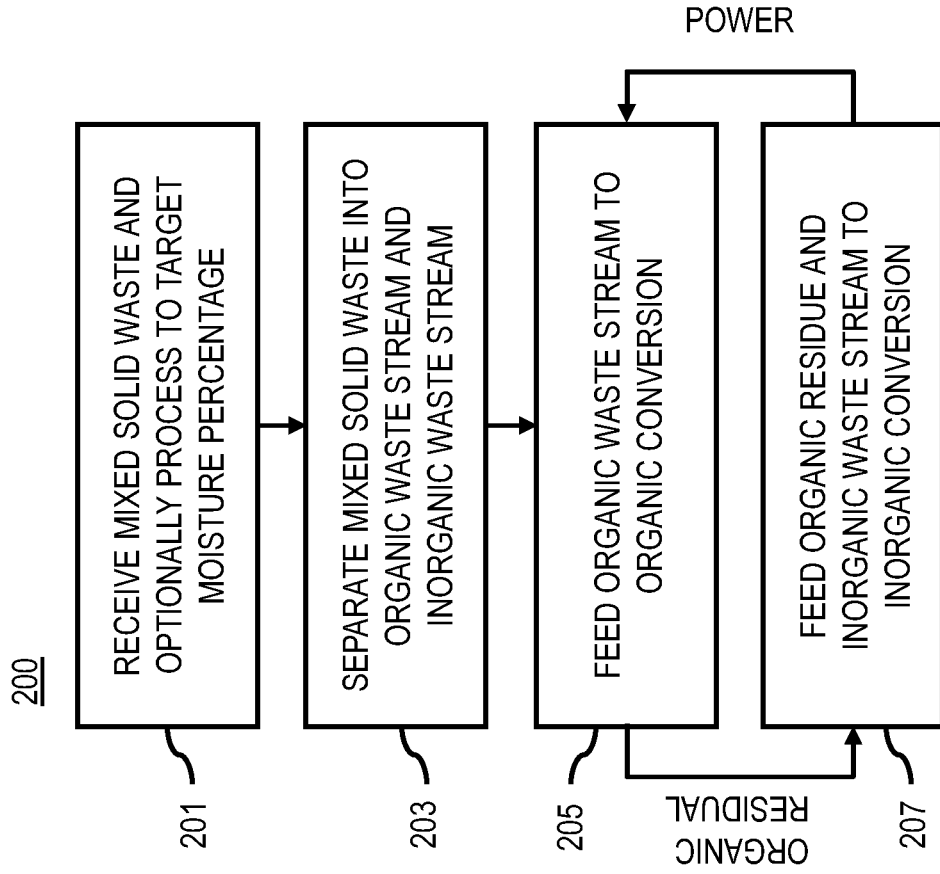 200
201
RECEIVE MIXED SOLID WASTE AND
OPTIONALLY PROCESS TO TARGET
MOISTURE PERCENTAGE
203
SEPARATE MIXED SOLID WASTE INTO
ORGANIC WASTE STREAM AND
INORGANIC WASTE STREAM
205
FEED ORGANIC WASTE STREAM TO
ORGANIC CONVERSION
ORGANIC
RESIDUAL
POWER
207
FEED ORGANIC RESIDUE AND
INORGANIC WASTE STREAM TO
INORGANIC CONVERSION